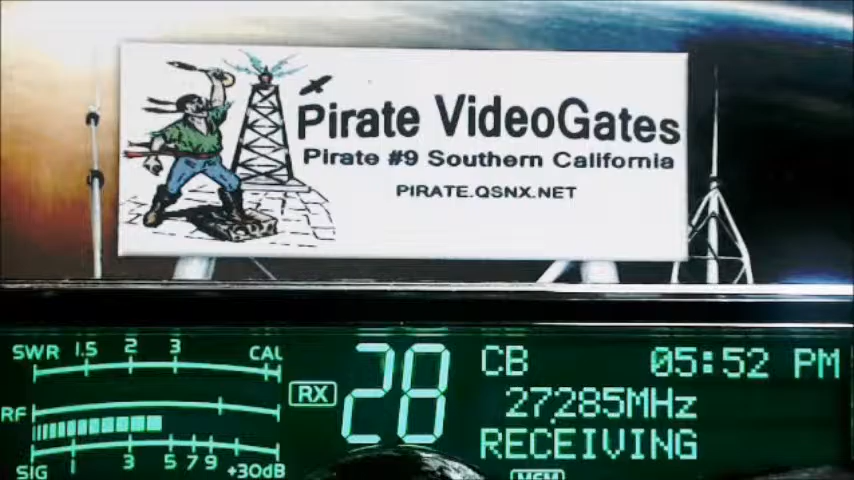 Pirate VideoGates
Pirate #9 Southern California
PIRATE.QSNX.NET
SWR 1.5 2 3 CAL
RF
SIG 1 3 5 7 9 +30dB
RX
28
CB
05:52 PM
27.285MHz
RECEIVING
MEM